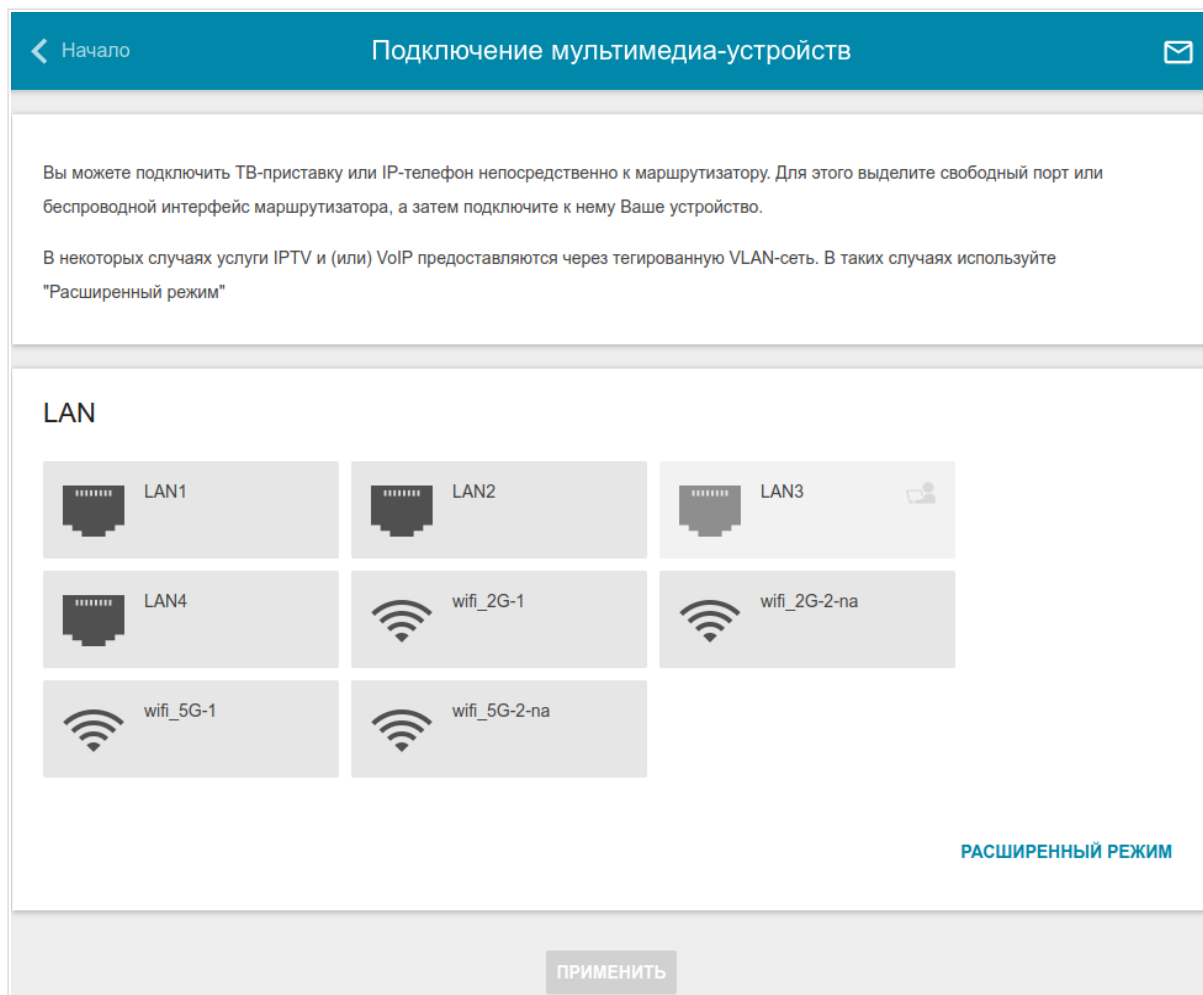 Начало
Подключение мультимедиа-устройств
Вы можете подключить ТВ-приставку или IP-телефон непосредственно к маршрутизатору. Для этого выделите свободный порт или
беспроводной интерфейс маршрутизатора, а затем подключите к нему Ваше устройство.
В некоторых случаях услуги IPTV и (или) VoIP предоставляются через тегированную VLAN-сеть. В таких случаях используйте
"Расширенный режим"
LAN
LAN1
LAN2
LAN3
LAN4
wifi_2G-1
wifi_2G-2-na
wifi_5G-1
wifi_5G-2-na
РАСШИРЕННЫЙ РЕЖИМ
ПРИМЕНИТЬ